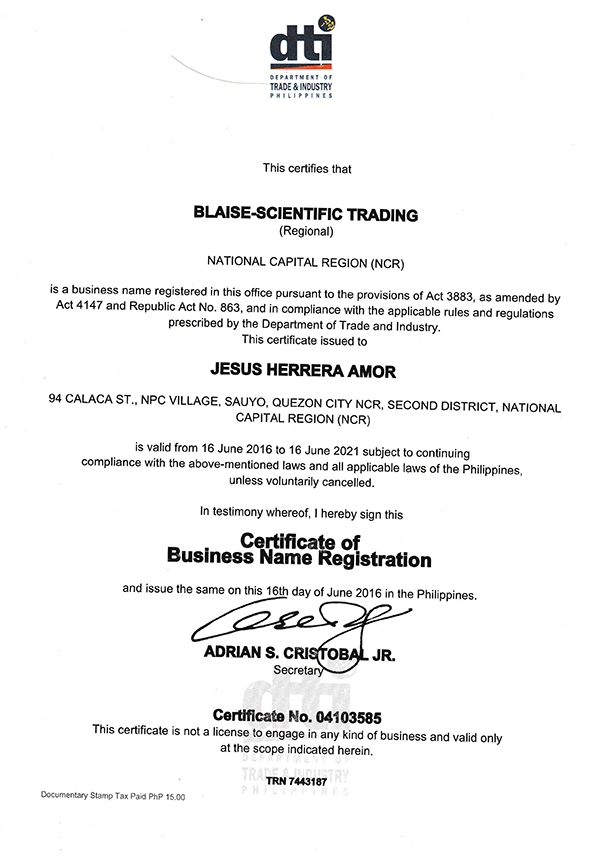 dti
DEPARTMENT OF
TRADE & INDUSTRY
PHILIPPINES
This certifies that
BLAISE-SCIENTIFIC TRADING
(Regional)
NATIONAL CAPITAL REGION (NCR)
is a business name registered in this office pursuant to the provisions of Act 3883, as amended by
Act 4147 and Republic Act No. 863, and in compliance with the applicable rules and regulations
prescribed by the Department of Trade and Industry.
This certificate issued to
JESUS HERRERA AMOR
94 CALACA ST., NPC VILLAGE, SAUYO, QUEZON CITY NCR, SECOND DISTRICT, NATIONAL
CAPITAL REGION (NCR)
is valid from 16 June 2016 to 16 June 2021 subject to continuing
compliance with the above-mentioned laws and all applicable laws of the Philippines,
unless voluntarily cancelled.
In testimony whereof, I hereby sign this
Certificate of
Business Name Registration
and issue the same on this 16th day of June 2016 in the Philippines.
ADRIAN S. CRISTOBAL JR.
Secretary
dti
Certificate No. 04103585
This certificate is not a license to engage in any kind of business and valid only
at the scope indicated herein.
DEPARTMENT OF
TRADE & INDUSTRY
TRN 7443187
PHILIPPINES
Documentary Stamp Tax Paid PhP 15.00